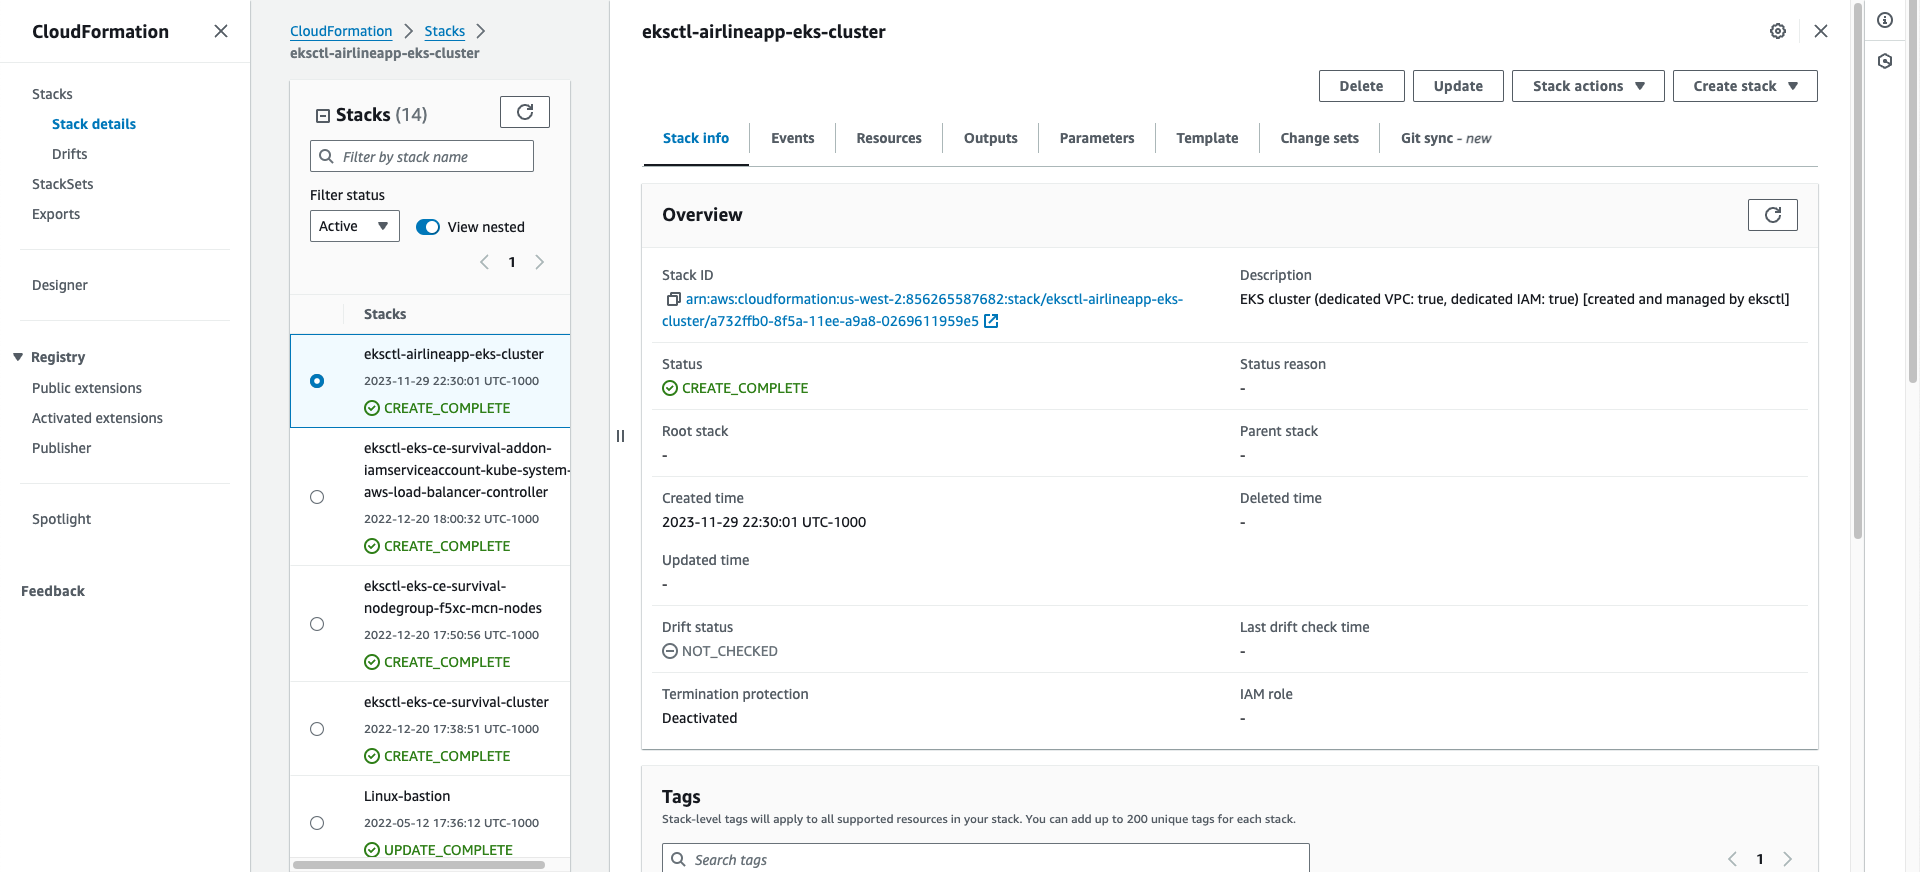 CloudFormation
Stacks
Stack details
Drifts
StackSets
Exports
Designer
Registry
Public extensions
Activated extensions
Publisher
Spotlight
Feedback
CloudFormation
Stacks
eksctl-airlineapp-eks-cluster
Stacks (14)
Filter by stack name
Filter status
Active
View nested
1
Stacks
eksctl-airlineapp-eks-cluster
2023-11-29 22:30:01 UTC-1000
CREATE_COMPLETE
eksctl-eks-ce-survival-addon-
iamserviceaccount-kube-system-
aws-load-balancer-controller
2022-12-20 18:00:32 UTC-1000
CREATE_COMPLETE
eksctl-eks-ce-survival-
nodegroup-f5xc-mcn-nodes
2022-12-20 17:50:56 UTC-1000
CREATE_COMPLETE
eksctl-eks-ce-survival-cluster
2022-12-20 17:38:51 UTC-1000
CREATE_COMPLETE
Linux-bastion
2022-05-12 17:36:12 UTC-1000
UPDATE_COMPLETE
eksctl-airlineapp-eks-cluster
Delete
Update
Stack actions
Create stack
Stack info
Events
Resources
Outputs
Parameters
Template
Change sets
Git sync - new
Overview
Stack ID
arn:aws:cloudformation:us-west-2:856265587682:stack/eksctl-airlineapp-eks-
cluster/a732ffb0-8f5a-11ee-a9a8-0269611959e5
Description
EKS cluster (dedicated VPC: true, dedicated IAM: true) [created and managed by eksctl]
Status
CREATE_COMPLETE
Status reason
-
Root stack
-
Parent stack
-
Created time
2023-11-29 22:30:01 UTC-1000
Deleted time
-
Updated time
-
Drift status
NOT_CHECKED
Last drift check time
-
Termination protection
Deactivated
IAM role
-
Tags
Stack-level tags will apply to all supported resources in your stack. You can add up to 200 unique tags for each stack.
Search tags
1